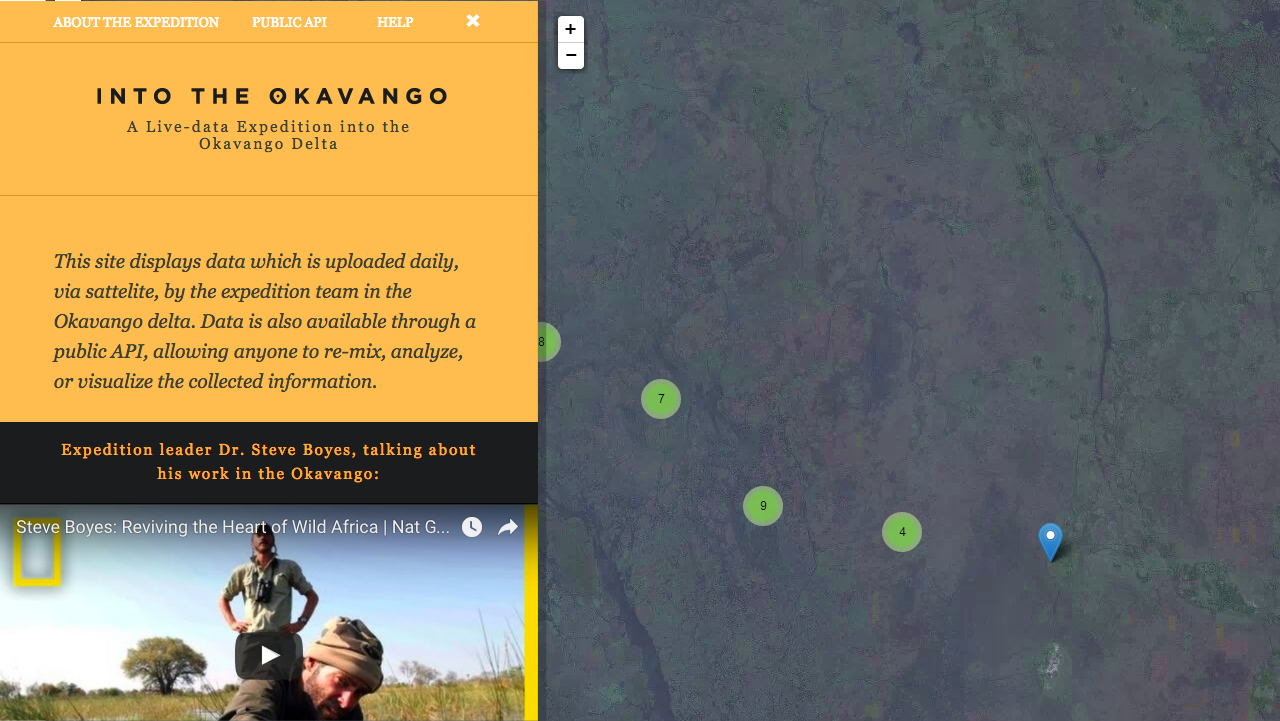 ABOUT THE EXPEDITION PUBLIC API HELP ✖
INTO THE OKAVANGO
A Live-data Expedition into the
Okavango Delta
This site displays data which is uploaded daily,
via sattelite, by the expedition team in the
Okavango delta. Data is also available through a
public API, allowing anyone to re-mix, analyze,
or visualize the collected information.
Expedition leader Dr. Steve Boyes, talking about
his work in the Okavango:
Steve Boyes: Reviving the Heart of Wild Africa | Nat G...
+
−
8
7
9
4